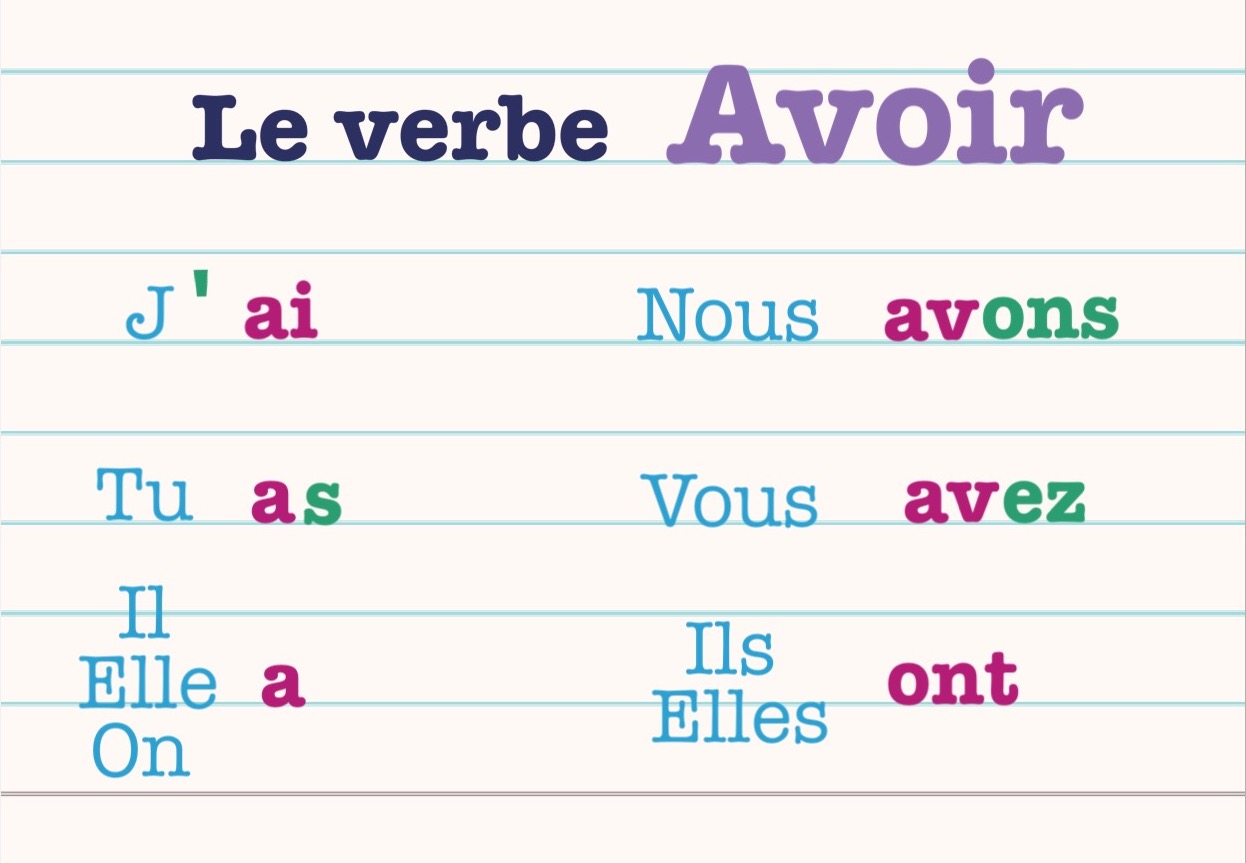 Le verbe Avoir
J' ai
Tu as
Il
Elle a
On
Nous avons
Vous avez
Ils
Elles ont